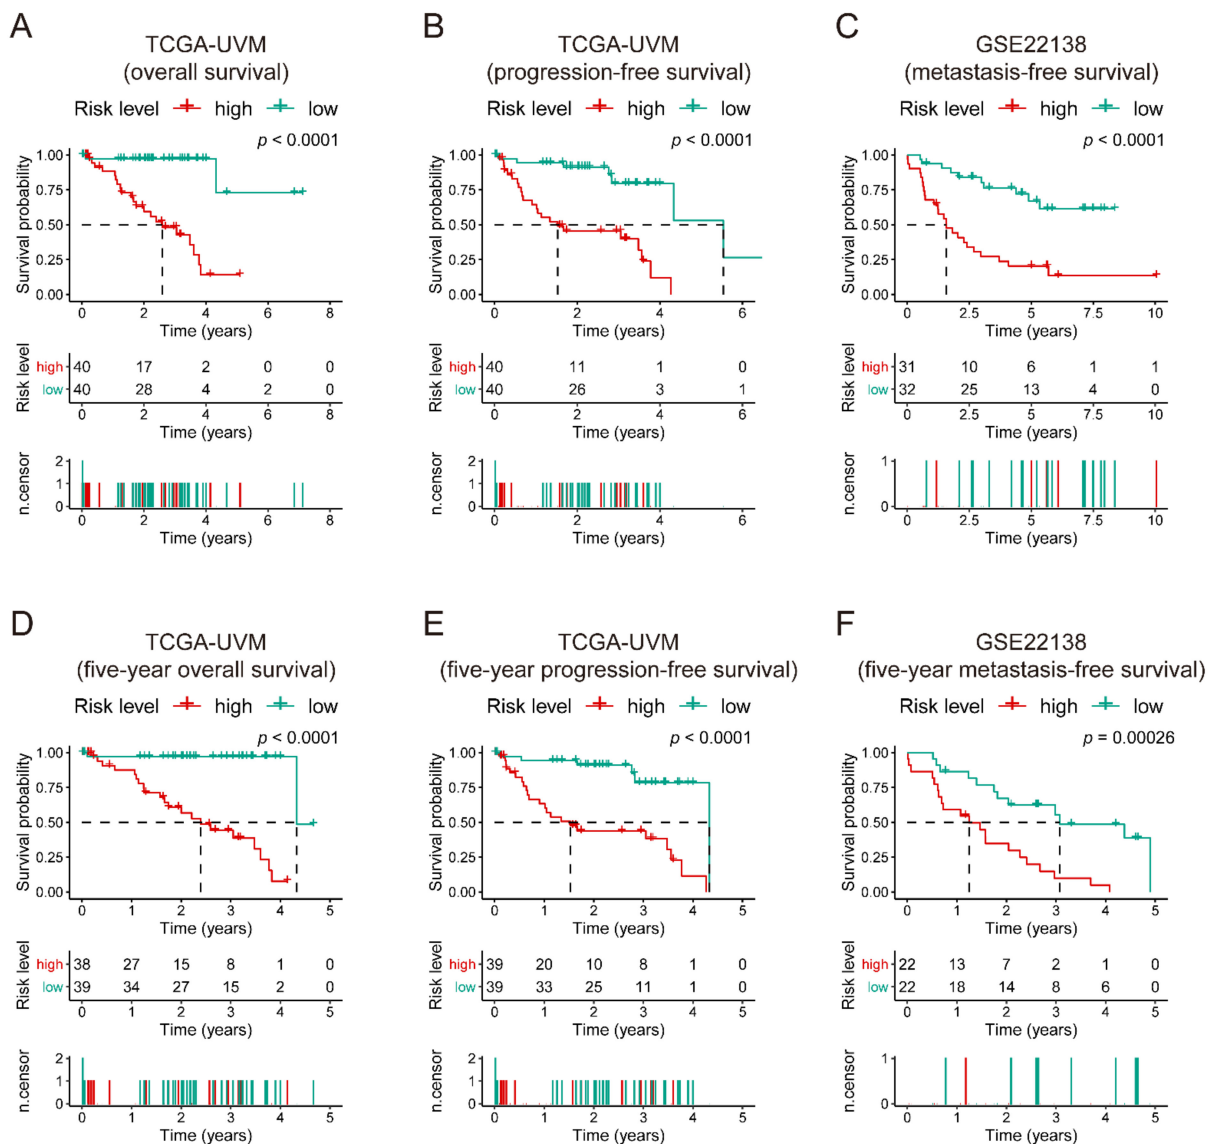 A
TCGA-UVM
(overall survival)
Risk level high low
p < 0.0001
1.00
0.75
0.50
0.25
0.00
Survival probability
0 2 4 6 8
Time (years)
Risk level
high 40 17 2 0 0
low 40 28 4 2 0
0 2 4 6 8
Time (years)
n.censor
2
1
0
0 2 4 6 8
Time (years)
B
TCGA-UVM
(progression-free survival)
Risk level high low
p < 0.0001
1.00
0.75
0.50
0.25
0.00
Survival probability
0 2 4 6
Time (years)
Risk level
high 40 11 1 0
low 40 26 3 1
0 2 4 6
Time (years)
n.censor
2
1
0
0 2 4 6
Time (years)
C
GSE22138
(metastasis-free survival)
Risk level high low
p < 0.0001
1.00
0.75
0.50
0.25
0.00
Survival probability
0 2.5 5 7.5 10
Time (years)
Risk level
high 31 10 6 1 1
low 32 25 13 4 0
0 2.5 5 7.5 10
Time (years)
n.censor
1
0
0 2.5 5 7.5 10
Time (years)
D
TCGA-UVM
(five-year overall survival)
Risk level high low
p < 0.0001
1.00
0.75
0.50
0.25
0.00
Survival probability
0 1 2 3 4 5
Time (years)
Risk level
high 38 27 15 8 1 0
low 39 34 27 15 2 0
0 1 2 3 4 5
Time (years)
n.censor
2
1
0
0 1 2 3 4 5
Time (years)
E
TCGA-UVM
(five-year progression-free survival)
Risk level high low
p < 0.0001
1.00
0.75
0.50
0.25
0.00
Survival probability
0 1 2 3 4 5
Time (years)
Risk level
high 39 20 10 8 1 0
low 39 33 25 11 1 0
0 1 2 3 4 5
Time (years)
n.censor
2
1
0
0 1 2 3 4 5
Time (years)
F
GSE22138
(five-year metastasis-free survival)
Risk level high low
p = 0.00026
1.00
0.75
0.50
0.25
0.00
Survival probability
0 1 2 3 4 5
Time (years)
Risk level
high 22 13 7 2 1 0
low 22 18 14 8 6 0
0 1 2 3 4 5
Time (years)
n.censor
1
0
0 1 2 3 4 5
Time (years)